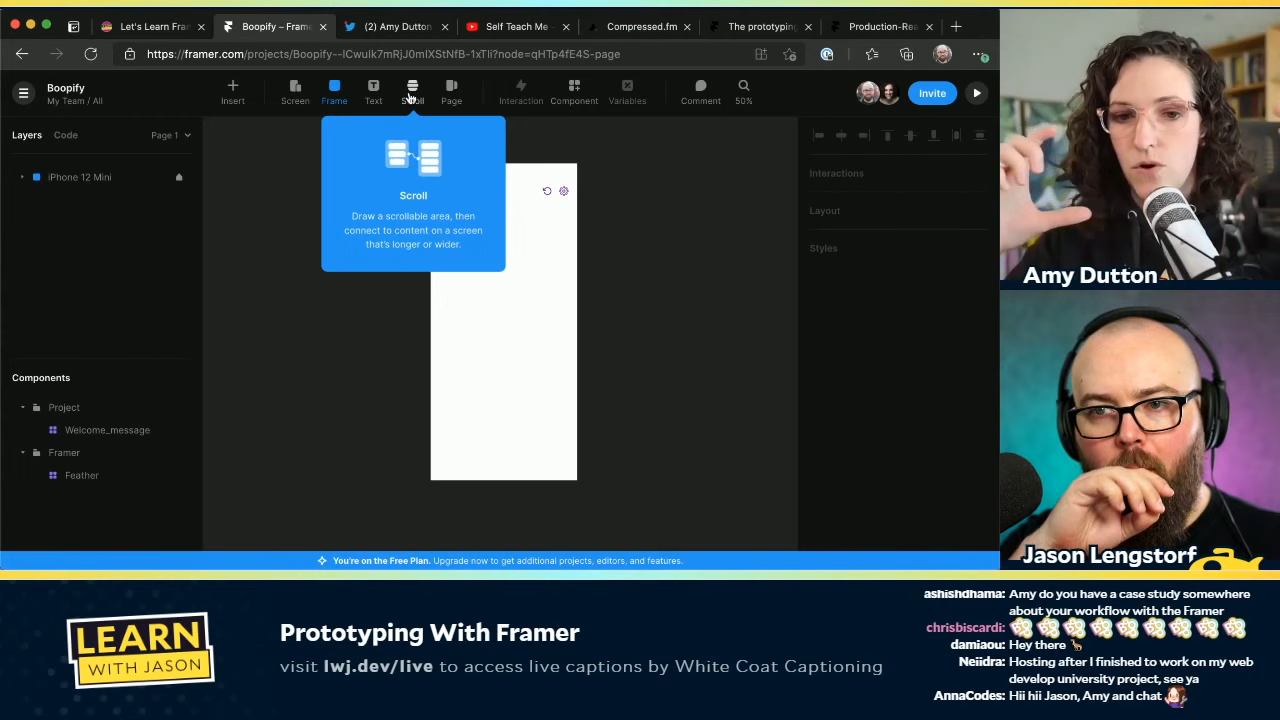 Let's Learn Fra
Boopify – Frame
(2) Amy Dutton
Self Teach Me –
Compressed.fm
The prototyping
Production-Rea
https://framer.com/projects/Boopify--lCwulk7mRjJ0mIXStNfB-1xTli?node=qHTp4fE4S-page
Boopify
My Team / All
Insert
Screen
Frame
Text
Scroll
Page
Interaction
Component
Variables
Comment
50%
Invite
Layers
Code
Page 1
iPhone 12 Mini
Scroll
Draw a scrollable area, then
connect to content on a screen
that's longer or wider.
Interactions
Layout
Styles
Components
Project
Welcome_message
Framer
Feather
You're on the Free Plan. Upgrade now to get additional projects, editors, and features.
Amy Dutton
Jason Lengstorf
LEARN
WITH JASON
Prototyping With Framer
visit lwj.dev/live to access live captions by White Coat Captioning
ashishdhama: Amy do you have a case study somewhere
about your workflow with the Framer
chrisbiscardi:
damiaou: Hey there
Neiidra: Hosting after I finished to work on my web
develop university project, see ya
AnnaCodes: Hii hii Jason, Amy and chat